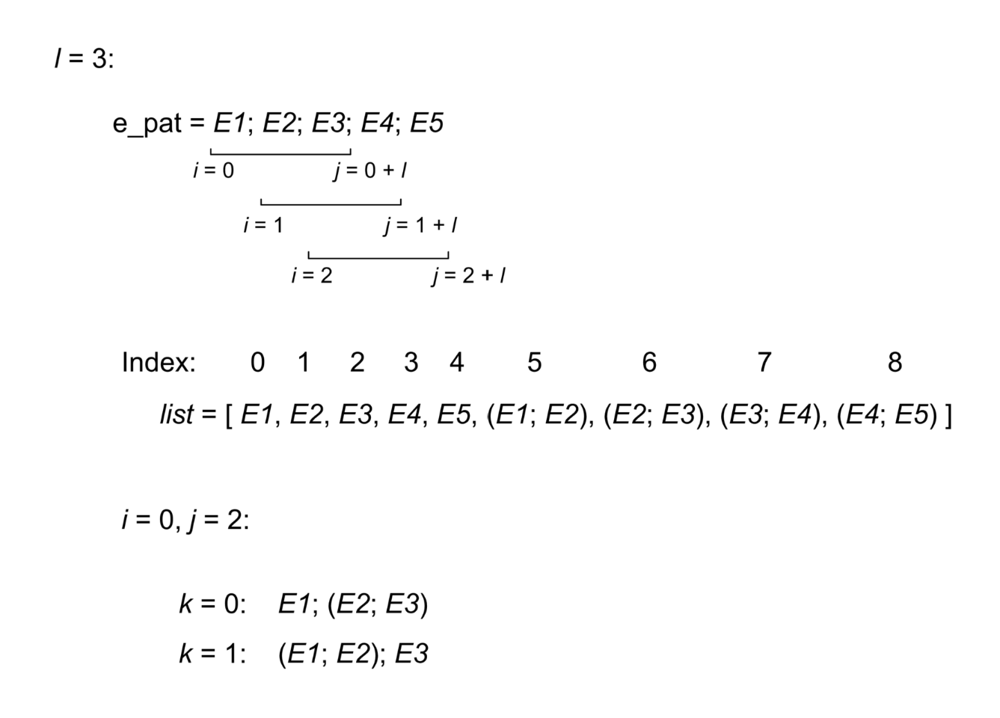 l = 3:
e_pat = E1; E2; E3; E4; E5
i = 0 j = 0 + l
i = 1 j = 1 + l
i = 2 j = 2 + l
Index: 0 1 2 3 4 5 6 7 8
list = [ E1, E2, E3, E4, E5, (E1; E2), (E2; E3), (E3; E4), (E4; E5) ]
i = 0, j = 2:
k = 0: E1; (E2; E3)
k = 1: (E1; E2); E3